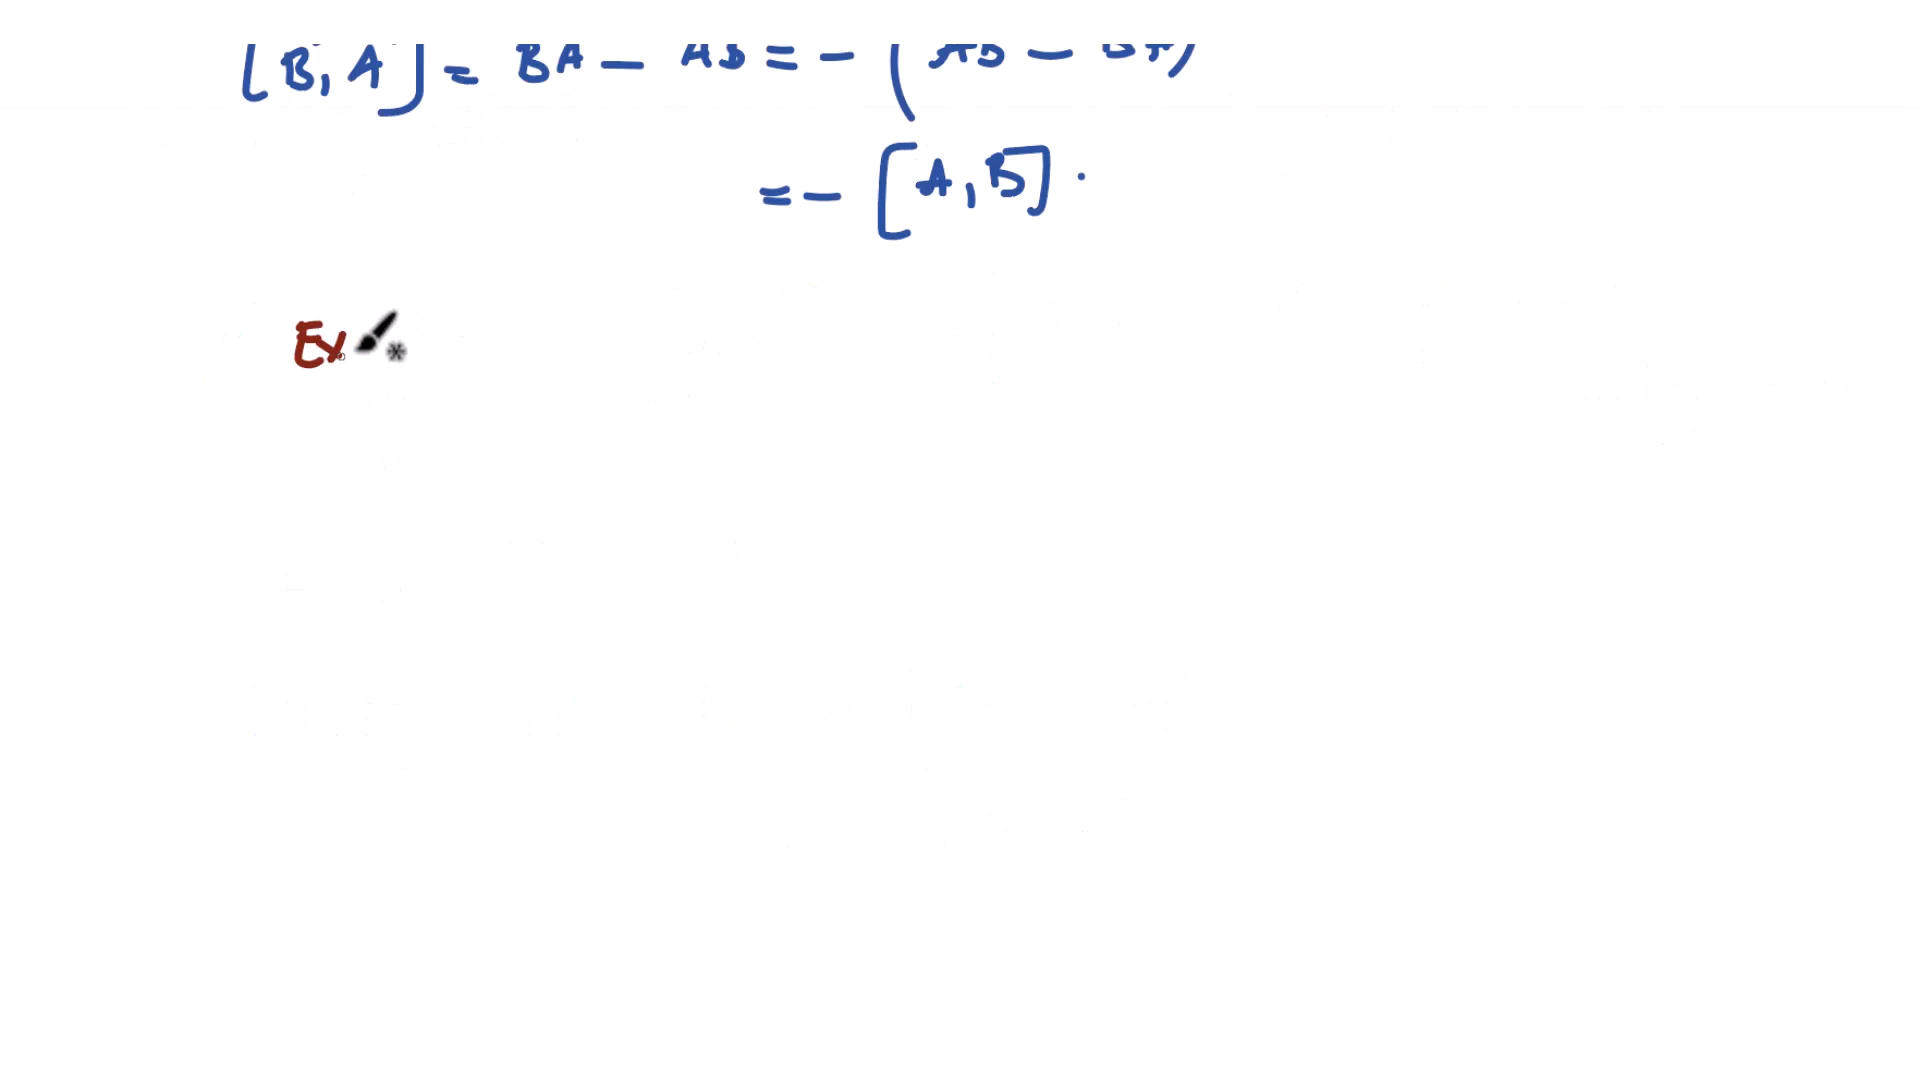 [B, A] = BA - AB = - (AB - BA)
= - [A, B].
Ex